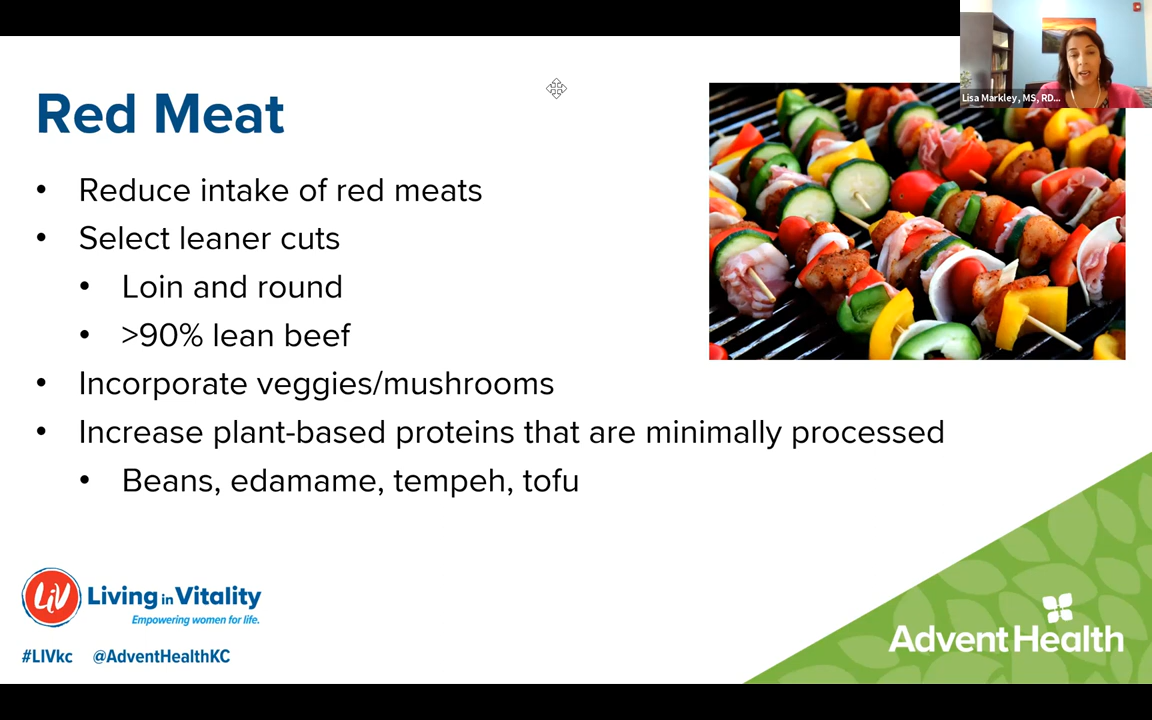 Red Meat
• Reduce intake of red meats
• Select leaner cuts
• Loin and round
• >90% lean beef
• Incorporate veggies/mushrooms
• Increase plant-based proteins that are minimally processed
• Beans, edamame, tempeh, tofu
Lisa Markley, MS, RD...
LiV
Living in Vitality
Empowering women for life.
#LIVkc @AdventHealthKC
AdventHealth